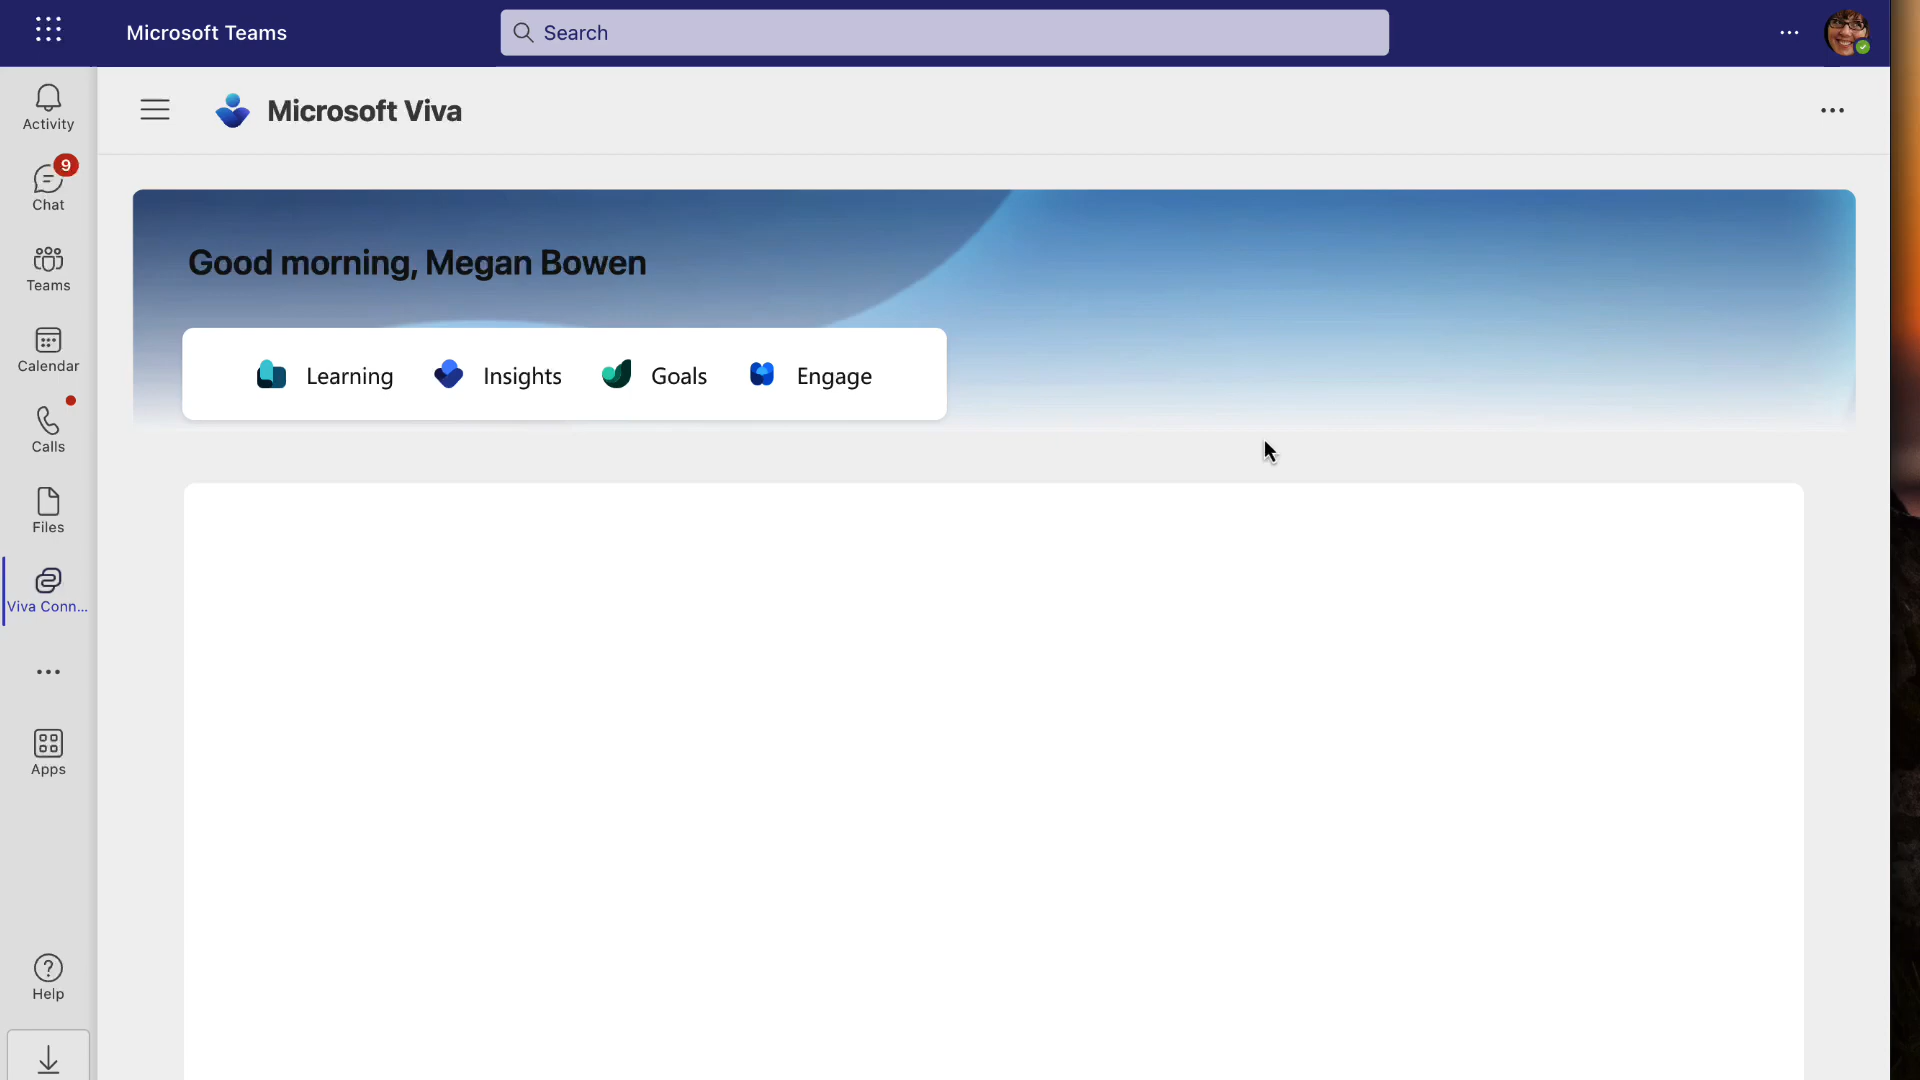 Microsoft Teams
Search
Activity
9
Chat
Teams
Calendar
Calls
Files
Viva Conn...
Apps
Help
Microsoft Viva
Good morning, Megan Bowen
Learning
Insights
Goals
Engage